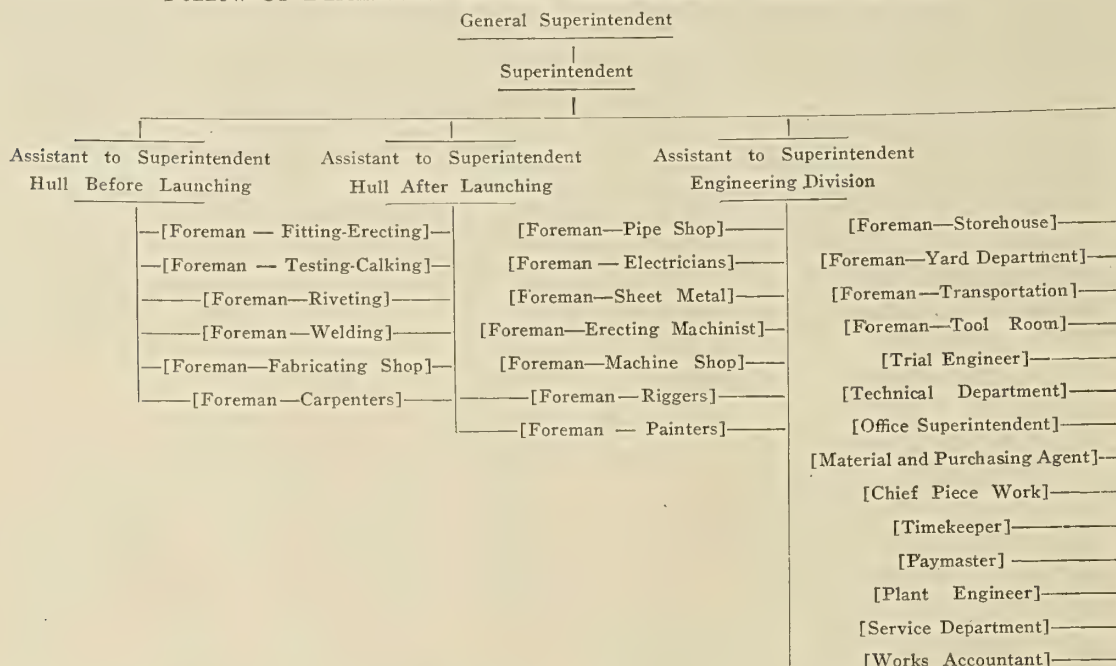 General Superintendent
Superintendent
Assistant to Superintendent
Hull Before Launching
Assistant to Superintendent
Hull After Launching
Assistant to Superintendent
Engineering Division
[Foreman — Fitting-Erecting]
[Foreman — Testing-Calking]
[Foreman—Riveting]
[Foreman—Welding]
[Foreman—Fabricating Shop]
[Foreman—Carpenters]
[Foreman—Pipe Shop]
[Foreman — Electricians]
[Foreman—Sheet Metal]
[Foreman—Erecting Machinist]
[Foreman—Machine Shop]
[Foreman—Riggers]
[Foreman — Painters]
[Foreman—Storehouse]
[Foreman—Yard Department]
[Foreman—Transportation]
[Foreman—Tool Room]
[Trial Engineer]
[Technical Department]
[Office Superintendent]
[Material and Purchasing Agent]
[Chief Piece Work]
[Timekeeper]
[Paymaster]
[Plant Engineer]
[Service Department]
[Works Accountant]